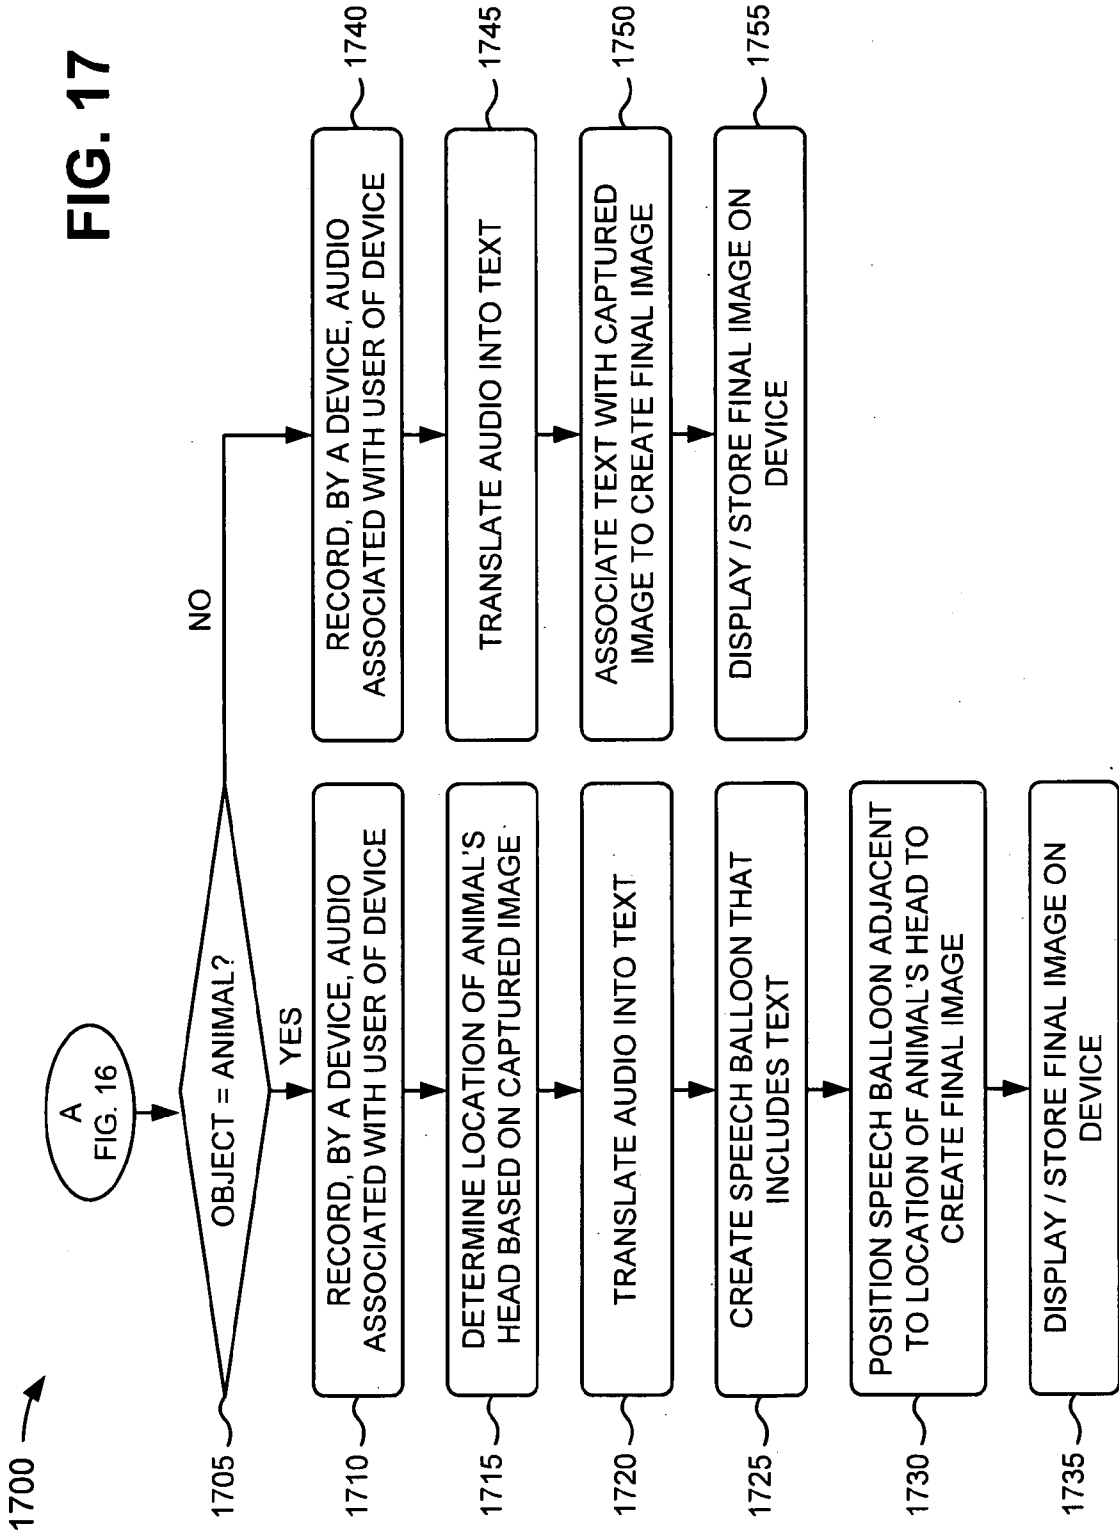 FIG. 17
1700
A
FIG. 16
OBJECT = ANIMAL?
1705
YES
NO
RECORD, BY A DEVICE, AUDIO
ASSOCIATED WITH USER OF DEVICE
1710
DETERMINE LOCATION OF ANIMAL'S
HEAD BASED ON CAPTURED IMAGE
1715
TRANSLATE AUDIO INTO TEXT
1720
CREATE SPEECH BALLOON THAT
INCLUDES TEXT
1725
POSITION SPEECH BALLOON ADJACENT
TO LOCATION OF ANIMAL'S HEAD TO
CREATE FINAL IMAGE
1730
DISPLAY / STORE FINAL IMAGE ON
DEVICE
1735
RECORD, BY A DEVICE, AUDIO
ASSOCIATED WITH USER OF DEVICE
1740
TRANSLATE AUDIO INTO TEXT
1745
ASSOCIATE TEXT WITH CAPTURED
IMAGE TO CREATE FINAL IMAGE
1750
DISPLAY / STORE FINAL IMAGE ON
DEVICE
1755